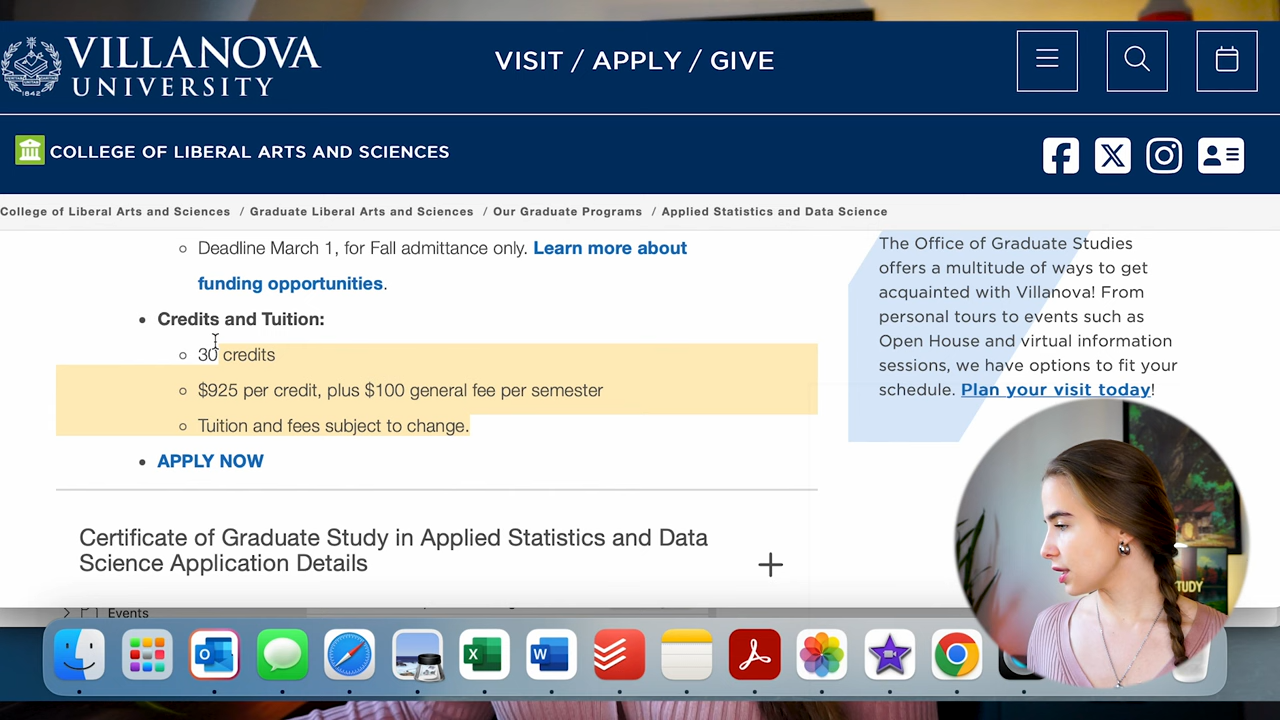 VILLANOVA
UNIVERSITY
1842
VISIT / APPLY / GIVE
COLLEGE OF LIBERAL ARTS AND SCIENCES
College of Liberal Arts and Sciences / Graduate Liberal Arts and Sciences / Our Graduate Programs / Applied Statistics and Data Science
Deadline March 1, for Fall admittance only. Learn more about
funding opportunities.
Credits and Tuition:
30 credits
$925 per credit, plus $100 general fee per semester
Tuition and fees subject to change.
APPLY NOW
Certificate of Graduate Study in Applied Statistics and Data
Science Application Details
The Office of Graduate Studies
offers a multitude of ways to get
acquainted with Villanova! From
personal tours to events such as
Open House and virtual information
sessions, we have options to fit your
schedule. Plan your visit today!
Events
STUDY